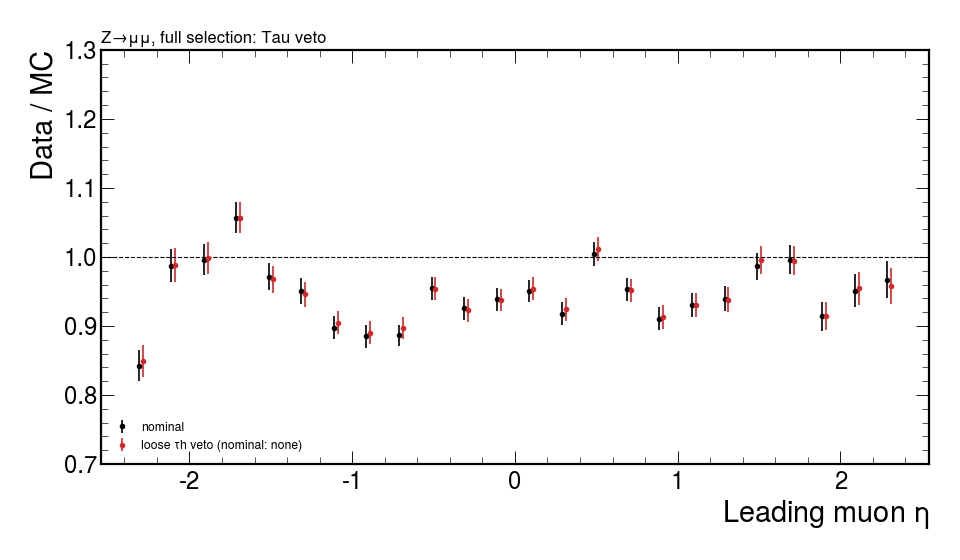 Z→μμ, full selection: Tau veto
Data / MC
1.3
1.2
1.1
1.0
0.9
0.8
0.7
nominal
loose τh veto (nominal: none)
-2 -1 0 1 2
Leading muon η